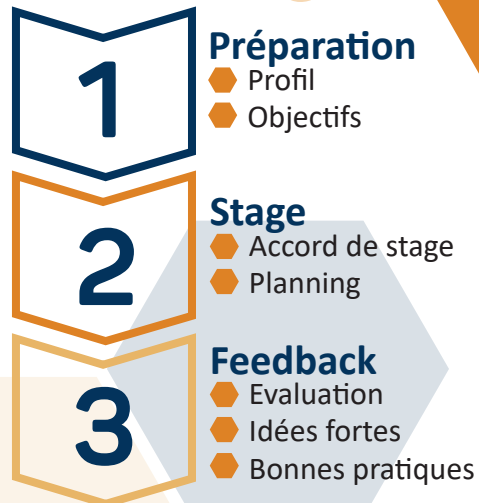 1
Préparation
Profil
Objectifs
2
Stage
Accord de stage
Planning
3
Feedback
Evaluation
Idées fortes
Bonnes pratiques